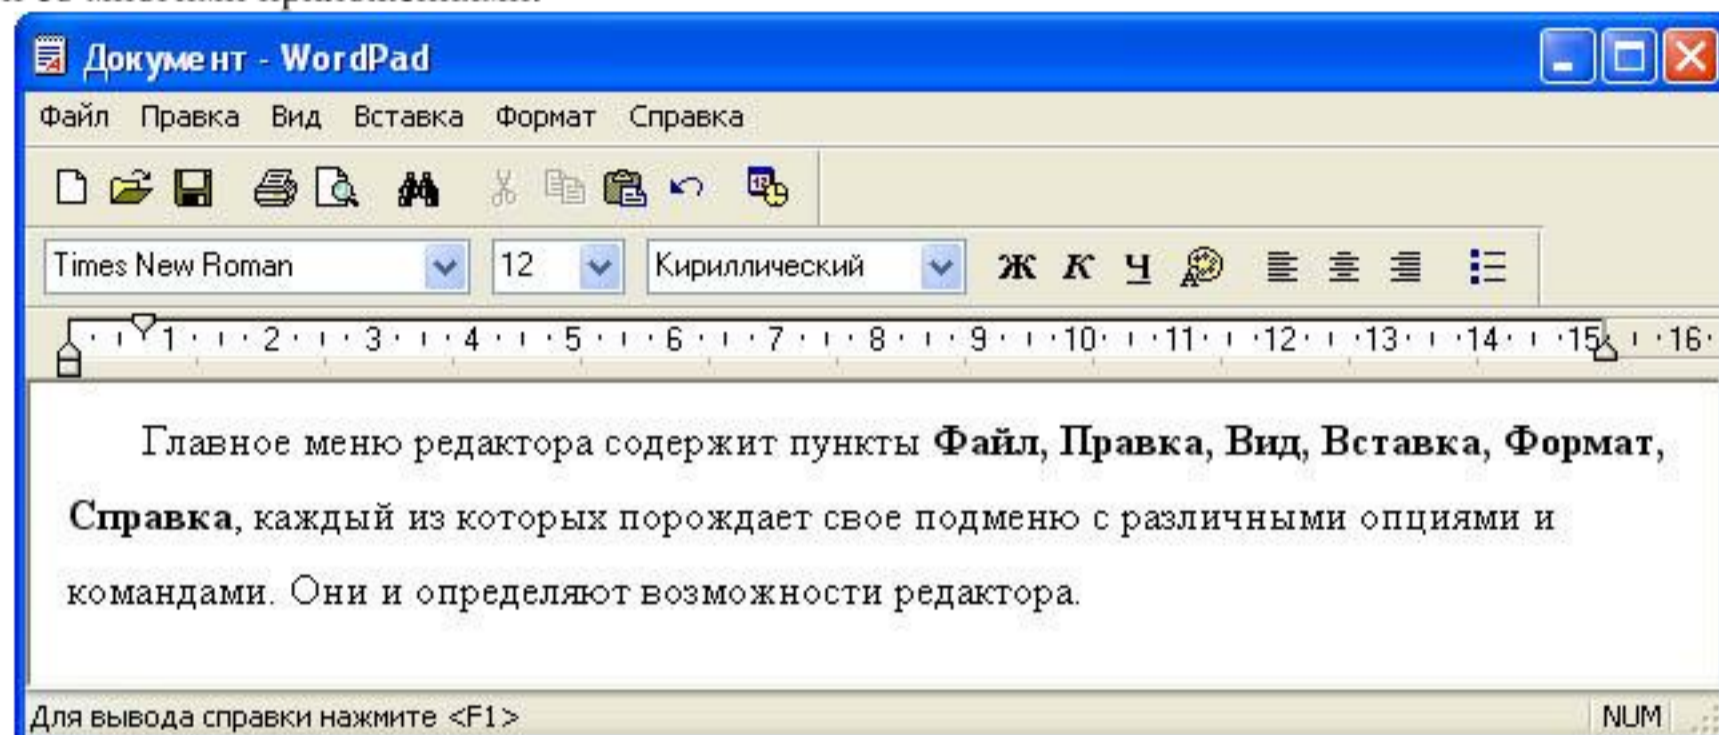 Документ - WordPad
Файл Правка Вид Вставка Формат Справка
Times New Roman 12 Кириллический Ж К Ч
1 2 3 4 5 6 7 8 9 10 11 12 13 14 15 16
Главное меню редактора содержит пункты Файл, Правка, Вид, Вставка, Формат,
Справка, каждый из которых порождает свое подменю с различными опциями и
командами. Они и определяют возможности редактора.
Для вывода справки нажмите <F1> NUM